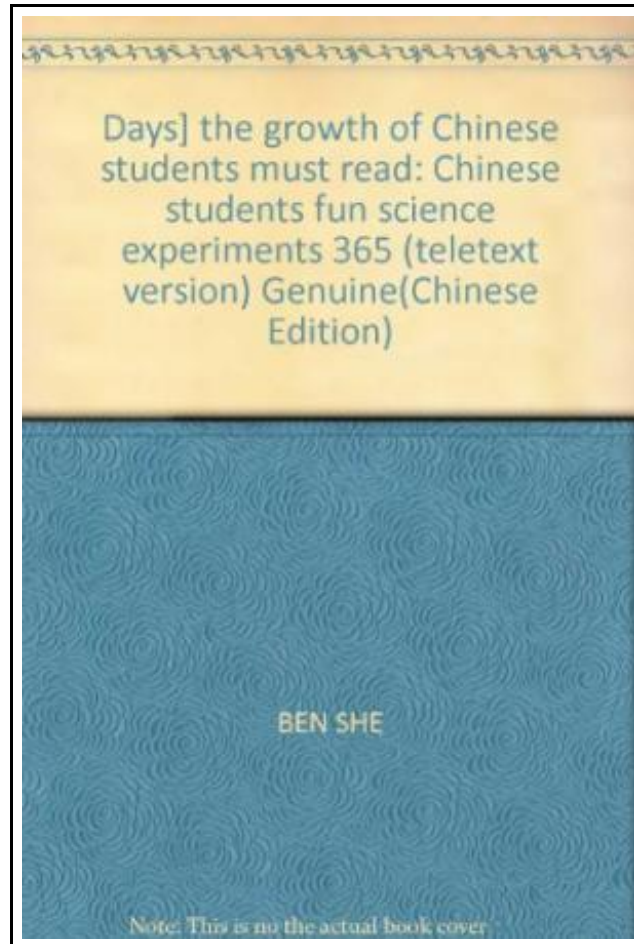 Days] the growth of Chinese
students must read: Chinese
students fun science
experiments 365 (teletext
version) Genuine(Chinese
Edition)
BEN SHE
Note: This is no the actual book cover